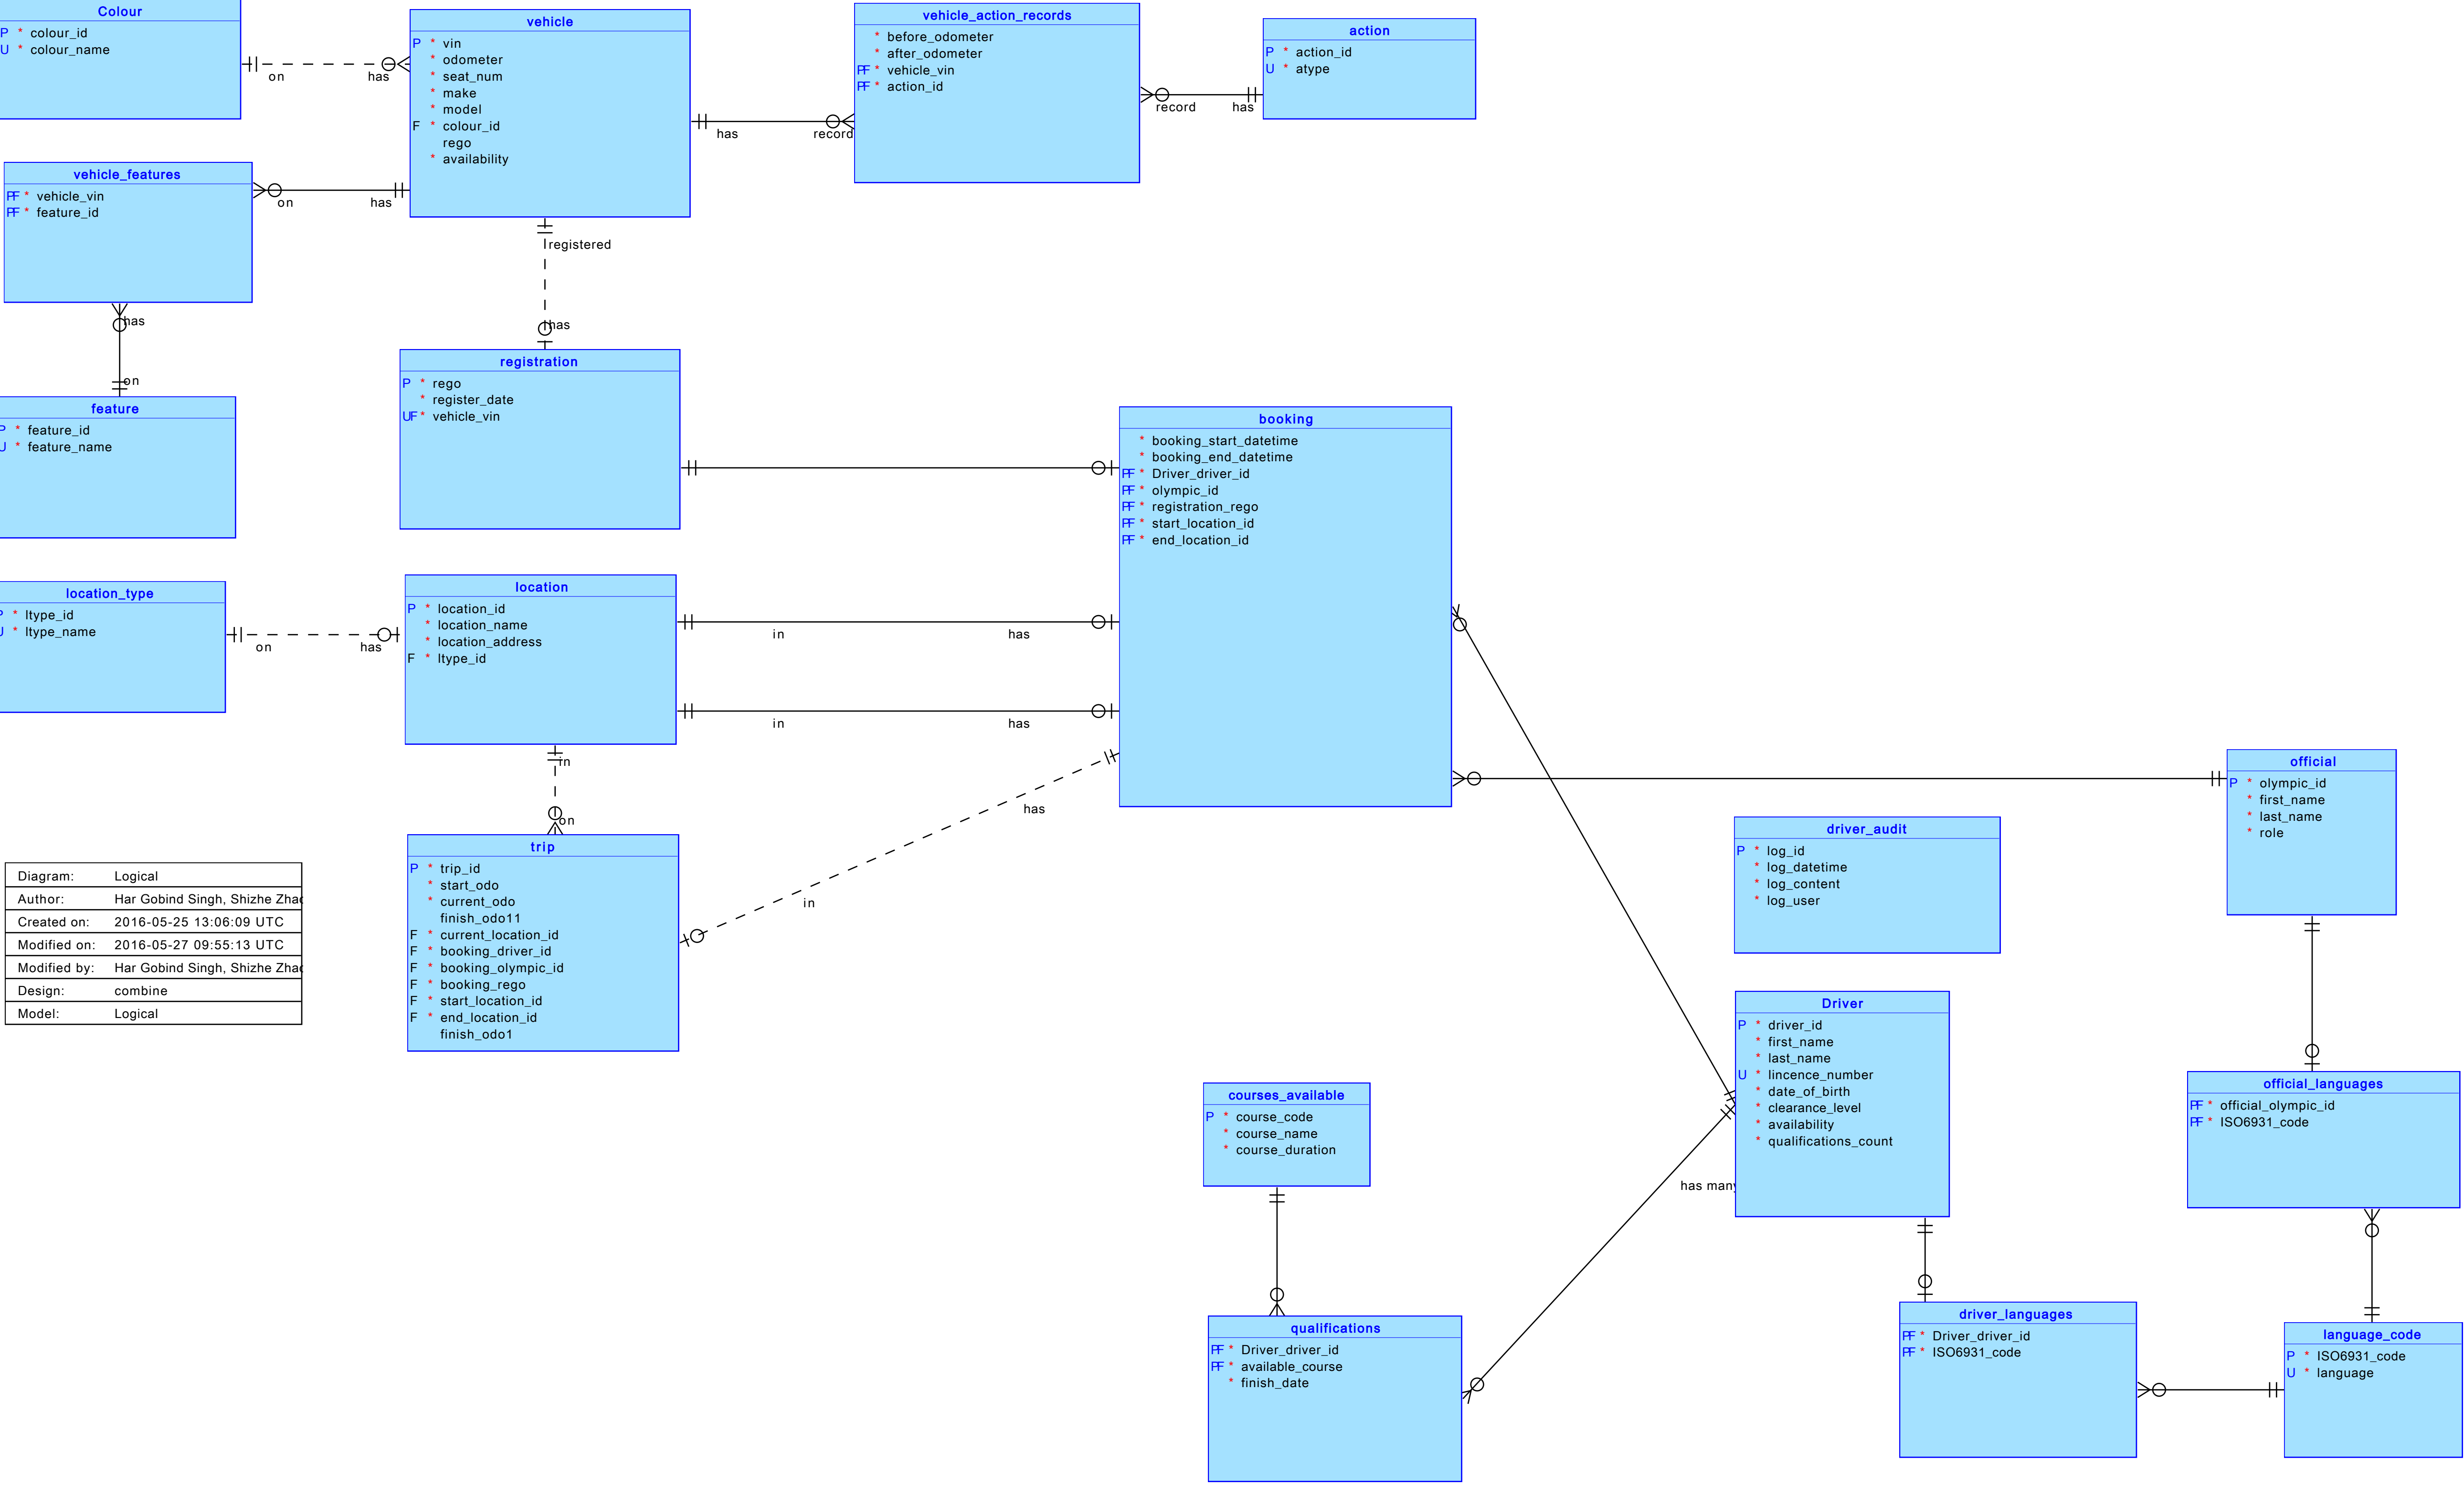 Colour
P * colour_id
U * colour_name
on
has
vehicle
P * vin
* odometer
* seat_num
* make
* model
F * colour_id
rego
* availability
has
record
vehicle_action_records
* before_odometer
* after_odometer
PF * vehicle_vin
PF * action_id
record
has
action
P * action_id
U * atype
vehicle_features
PF * vehicle_vin
PF * feature_id
on
has
has
on
feature
P * feature_id
U * feature_name
registered
has
registration
P * rego
* register_date
UF * vehicle_vin
booking
* booking_start_datetime
* booking_end_datetime
PF * Driver_driver_id
PF * olympic_id
PF * registration_rego
PF * start_location_id
PF * end_location_id
location_type
P * ltype_id
U * ltype_name
on
has
location
P * location_id
* location_name
* location_address
F * ltype_id
in
has
in
has
in
on
has
in
trip
P * trip_id
* start_odo
* current_odo
finish_odo11
F * current_location_id
F * booking_driver_id
F * booking_olympic_id
F * booking_rego
F * start_location_id
F * end_location_id
finish_odo1
Diagram: Logical
Author: Har Gobind Singh, Shizhe Zhao
Created on: 2016-05-25 13:06:09 UTC
Modified on: 2016-05-27 09:55:13 UTC
Modified by: Har Gobind Singh, Shizhe Zhao
Design: combine
Model: Logical
official
P * olympic_id
* first_name
* last_name
* role
driver_audit
P * log_id
* log_datetime
* log_content
* log_user
Driver
P * driver_id
* first_name
* last_name
U * lincence_number
* date_of_birth
* clearance_level
* availability
* qualifications_count
has many
courses_available
P * course_code
* course_name
* course_duration
official_languages
PF * official_olympic_id
PF * ISO6931_code
qualifications
PF * Driver_driver_id
PF * available_course
* finish_date
driver_languages
PF * Driver_driver_id
PF * ISO6931_code
language_code
P * ISO6931_code
U * language